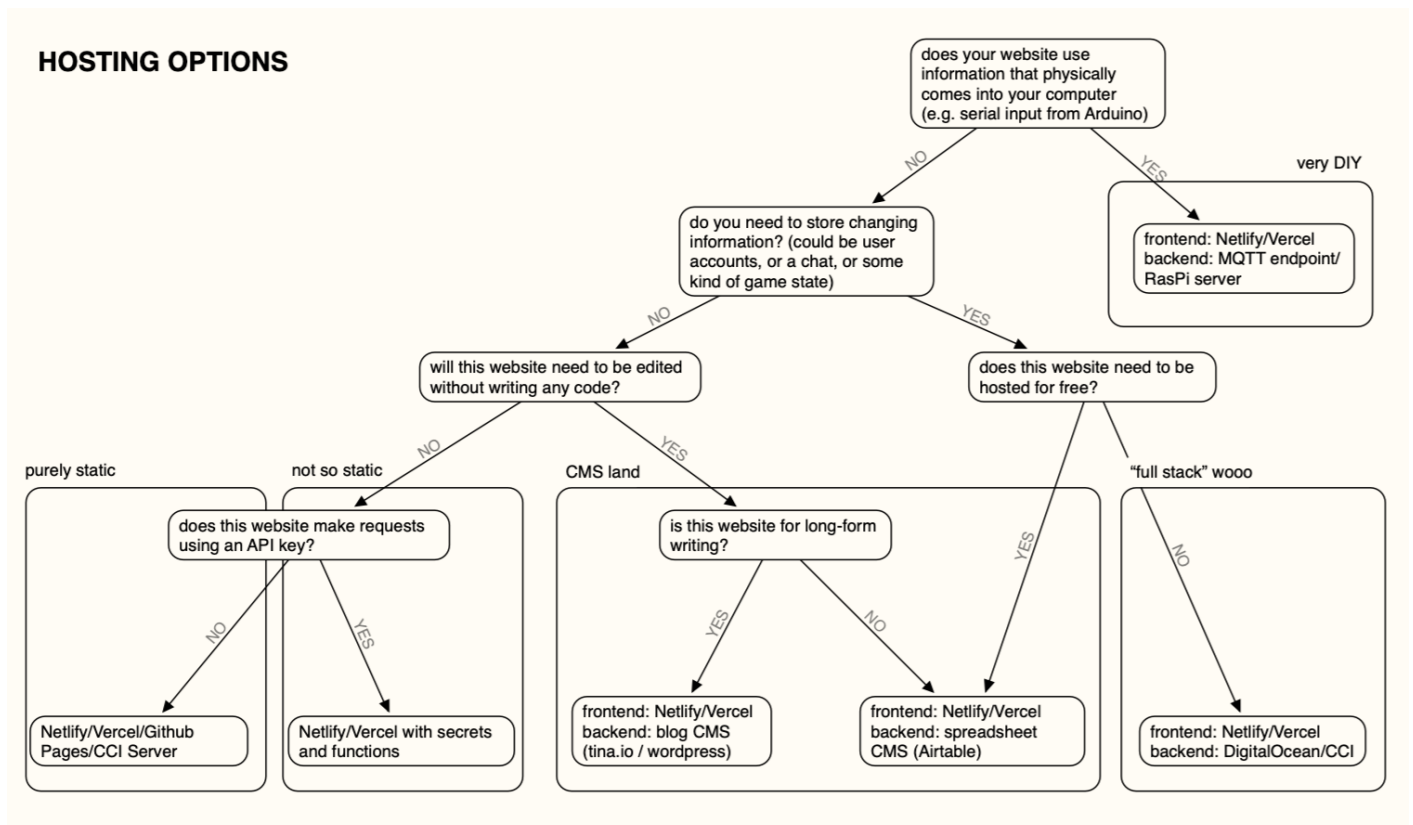 HOSTING OPTIONS
does your website use
information that physically
comes into your computer
(e.g. serial input from Arduino)
NO
YES
very DIY
do you need to store changing
information? (could be user
accounts, or a chat, or some
kind of game state)
frontend: Netlify/Vercel
backend: MQTT endpoint/
RasPi server
NO
YES
will this website need to be edited
without writing any code?
does this website need to be
hosted for free?
NO
YES
purely static
not so static
CMS land
“full stack” wooo
does this website make requests
using an API key?
is this website for long-form
writing?
YES
NO
NO
YES
YES
NO
Netlify/Vercel/Github
Pages/CCI Server
Netlify/Vercel with secrets
and functions
frontend: Netlify/Vercel
backend: blog CMS
(tina.io / wordpress)
frontend: Netlify/Vercel
backend: spreadsheet
CMS (Airtable)
frontend: Netlify/Vercel
backend: DigitalOcean/CCI